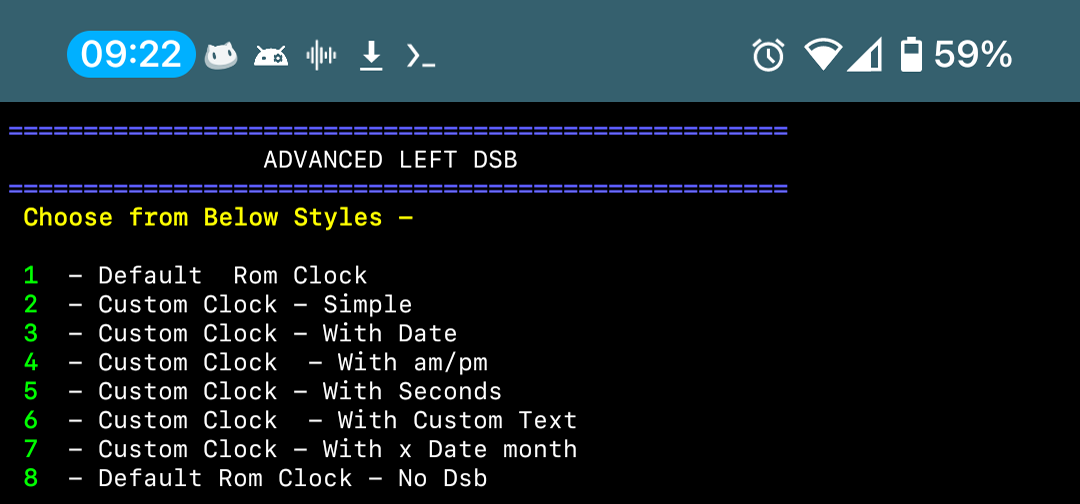 09:22 59%
====================================================
ADVANCED LEFT DSB
====================================================
Choose from Below Styles -
1 - Default  Rom Clock
2 - Custom Clock - Simple
3 - Custom Clock - With Date
4 - Custom Clock  - With am/pm
5 - Custom Clock - With Seconds
6 - Custom Clock  - With Custom Text
7 - Custom Clock - With x Date month
8 - Default Rom Clock - No Dsb